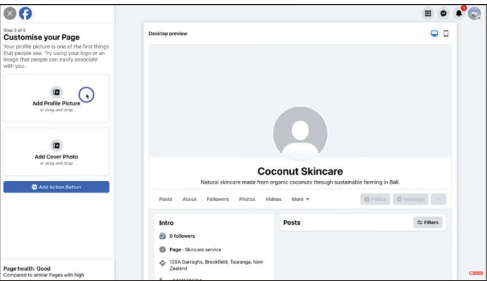 Step 2 of 5
Customise your Page
Your profile picture is one of the first things
that people see. Try using your logo or an
image that people can easily associate
with you.
Add Profile Picture
or drag and drop
Add Cover Photo
or drag and drop
Add Action Button
Page health: Good
Compared to similar Pages with high
Desktop preview
Coconut Skincare
Natural skincare made from organic coconuts through sustainable farming in Bali.
Posts
About
Followers
Photos
Videos
More
Follow
Message
Intro
0 followers
Page · Skincare service
128A Darraghs, Brookfield, Tauranga, New
Zealand
Posts
Filters